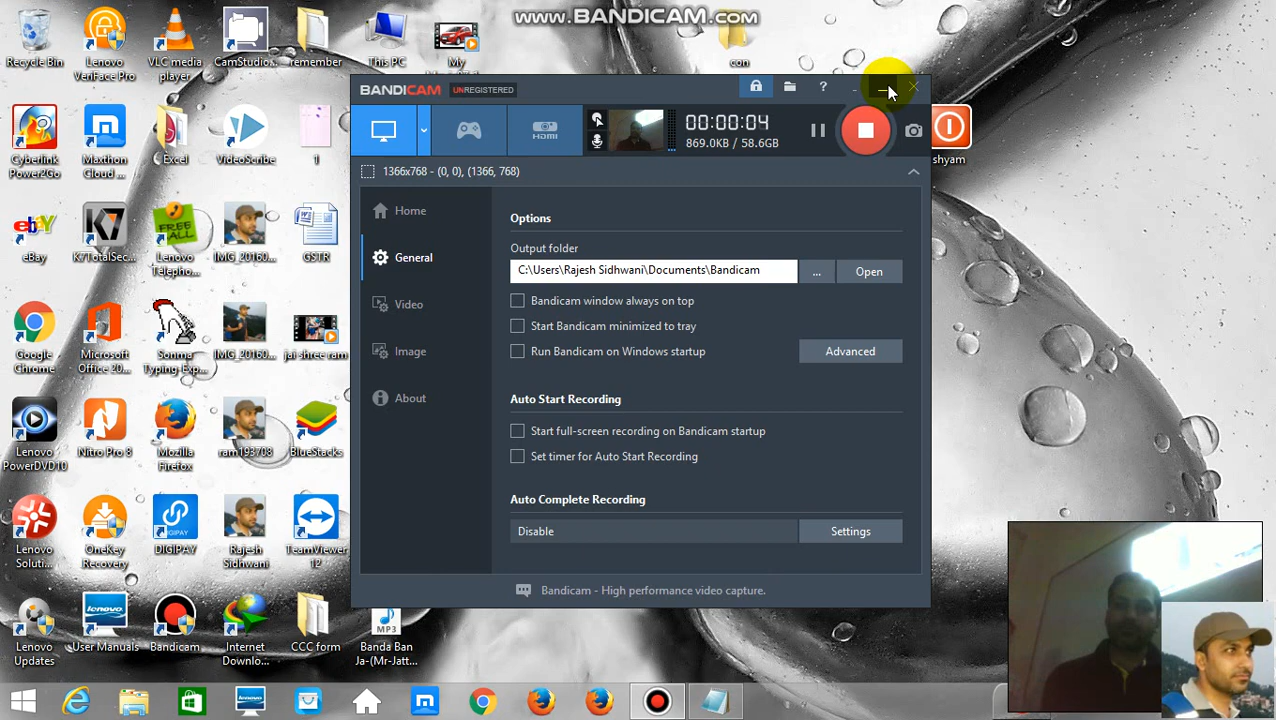 www.BANDICAM.com
Recycle Bin
Lenovo
VeriFace Pro
VLC media
player
CamStudio...
remember
This PC
My
con
BANDICAM UNREGISTERED
?
HDMI
00:00:04
869.0KB / 58.6GB
1366x768 - (0, 0), (1366, 768)
Home
General
Video
Image
About
Options
Output folder
C:\Users\Rajesh Sidhwani\Documents\Bandicam
...
Open
Bandicam window always on top
Start Bandicam minimized to tray
Run Bandicam on Windows startup
Advanced
Auto Start Recording
Start full-screen recording on Bandicam startup
Set timer for Auto Start Recording
Auto Complete Recording
Disable
Settings
Bandicam - High performance video capture.
shyam
Cyberlink
Power2Go
Maxthon
Cloud ...
VideoScribe
Excel
1
eBay
K7TotalSec...
FREE
CALL
Lenovo
Telepho...
IMG_20160...
GSTR
Google
Chrome
Microsoft
Office 20...
Sonma
Typing-Exp...
IMG_20160...
jai shree ram
Lenovo
PowerDVD10
Nitro Pro 8
Mozilla
Firefox
ram193708
BlueStacks
Lenovo
Soluti...
OneKey
Recovery
DIGIPAY
Rajesh
Sidhwani
TeamViewer
12
Lenovo
Updates
lenovo
User Manuals
Bandicam
Internet
Downlo...
CCC form
MP3
Banda Ban
Ja-(Mr-Jatt...